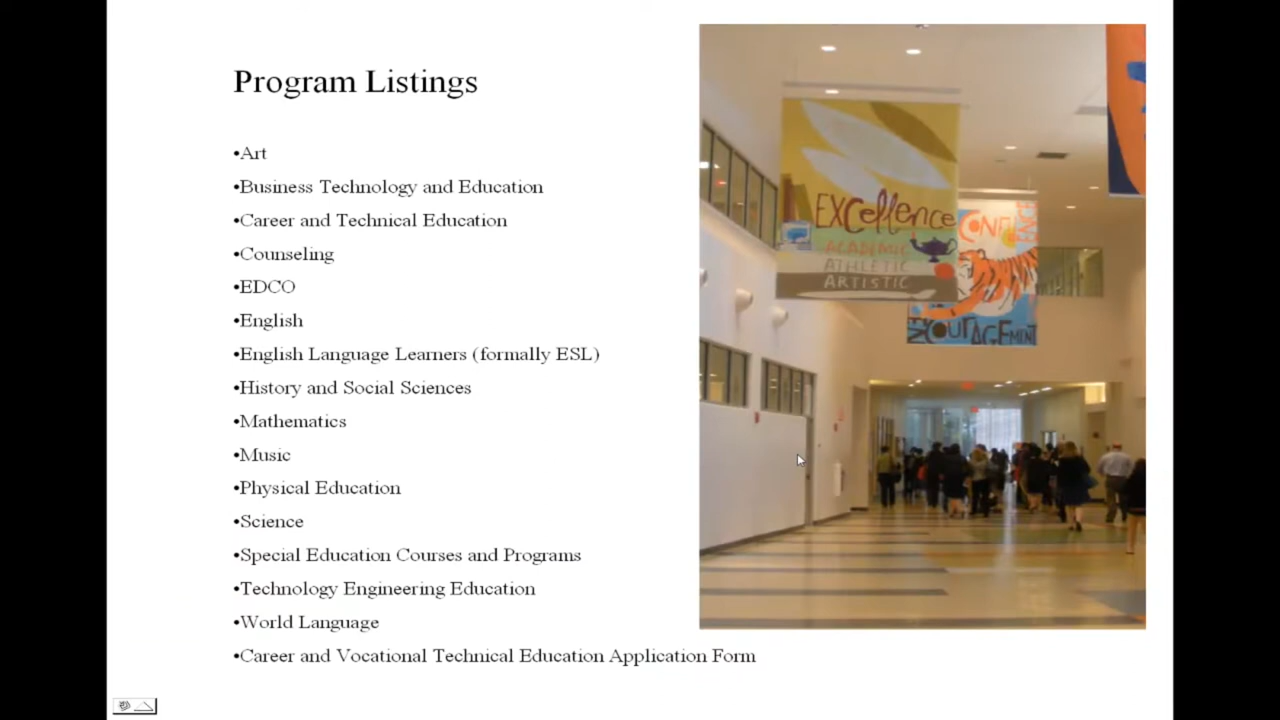 Program Listings
•Art
•Business Technology and Education
•Career and Technical Education
•Counseling
•EDCO
•English
•English Language Learners (formally ESL)
•History and Social Sciences
•Mathematics
•Music
•Physical Education
•Science
•Special Education Courses and Programs
•Technology Engineering Education
•World Language
•Career and Vocational Technical Education Application Form
EXCellence
ACADEMIC
ATHLETIC
ARTISTIC
CONFIDENCE
ENCOURAGEMENT